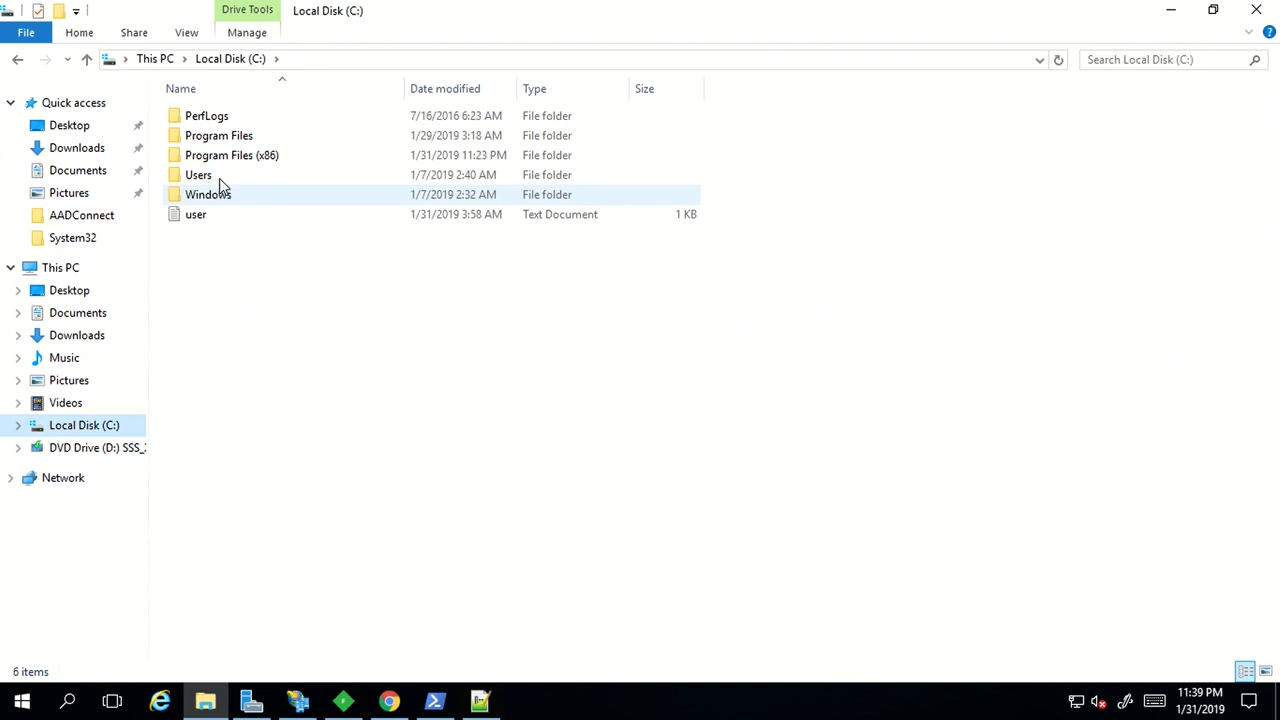 Drive Tools
Local Disk (C:)
File
Home
Share
View
Manage
This PC
Local Disk (C:)
Search Local Disk (C:)
Name
Date modified
Type
Size
Quick access
Desktop
Downloads
Documents
Pictures
AADConnect
System32
This PC
Desktop
Documents
Downloads
Music
Pictures
Videos
Local Disk (C:)
DVD Drive (D:) SSS_
Network
PerfLogs 7/16/2016 6:23 AM File folder
Program Files 1/29/2019 3:18 AM File folder
Program Files (x86) 1/31/2019 11:23 PM File folder
Users 1/7/2019 2:40 AM File folder
Windows 1/7/2019 2:32 AM File folder
user 1/31/2019 3:58 AM Text Document 1 KB
6 items
11:39 PM
1/31/2019